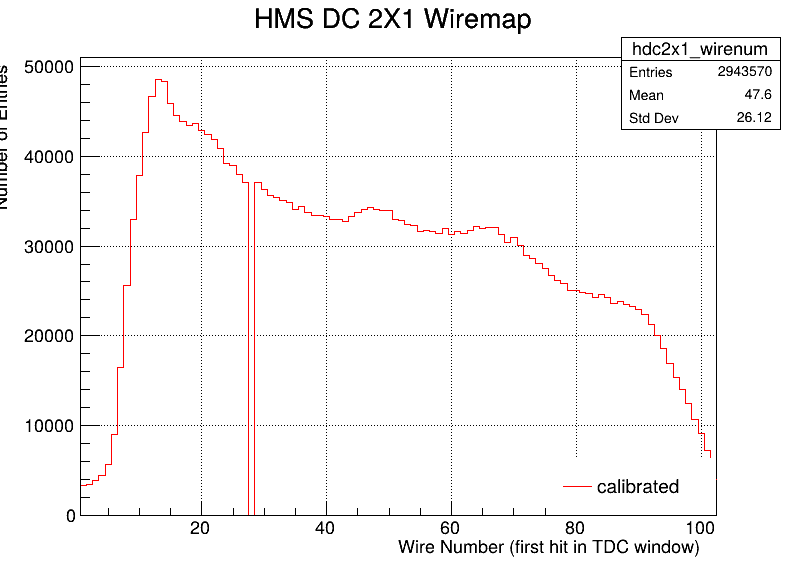 HMS DC 2X1 Wiremap
hdc2x1_wirenum
Entries 2943570
Mean 47.6
Std Dev 26.12
Number of Entries
50000
40000
30000
20000
10000
0
20 40 60 80 100
calibrated
Wire Number (first hit in TDC window)